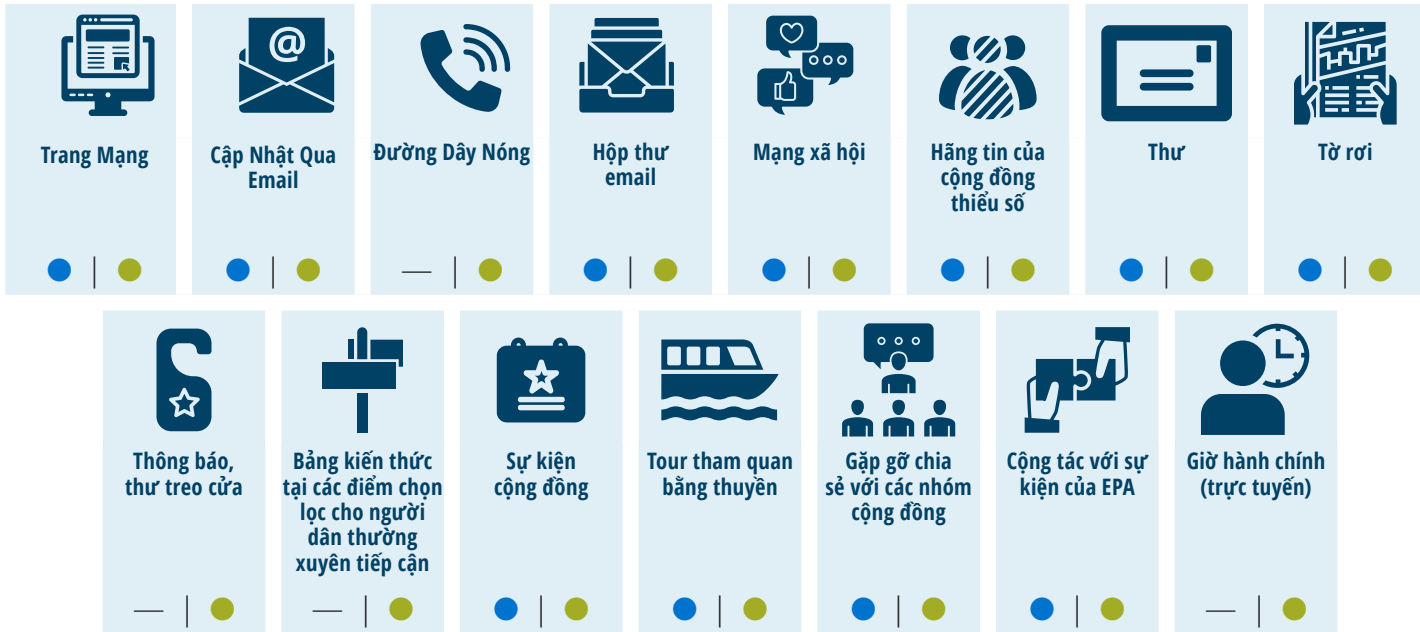 Trang Mạng
Cập Nhật Qua
Email
Đường Dây Nóng
Hộp thư
email
Mạng xã hội
Hãng tin của
cộng đồng
thiểu số
Thư
Tờ rơi
Thông báo,
thư treo cửa
Bảng kiến thức
tại các điểm chọn
lọc cho người
dân thường
xuyên tiếp cận
Sự kiện
cộng đồng
Tour tham quan
bằng thuyền
Gặp gỡ chia
sẻ với các nhóm
cộng đồng
Cộng tác với sự
kiện của EPA
Giờ hành chính
(trực tuyến)